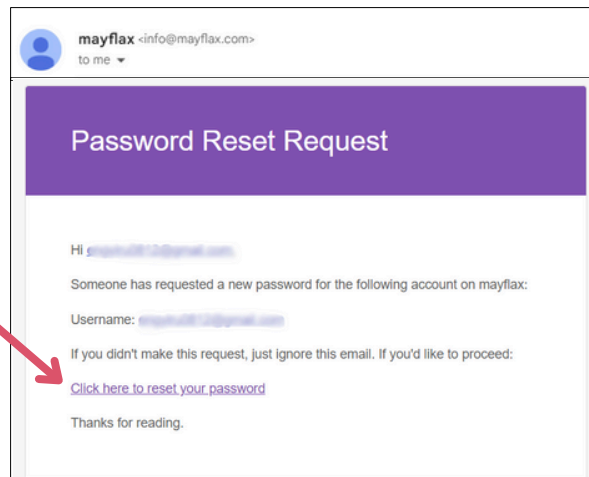 mayflax <info@mayflax.com>
to me
Password Reset Request
Hi
Someone has requested a new password for the following account on mayflax:
Username:
If you didn't make this request, just ignore this email. If you'd like to proceed:
Click here to reset your password
Thanks for reading.